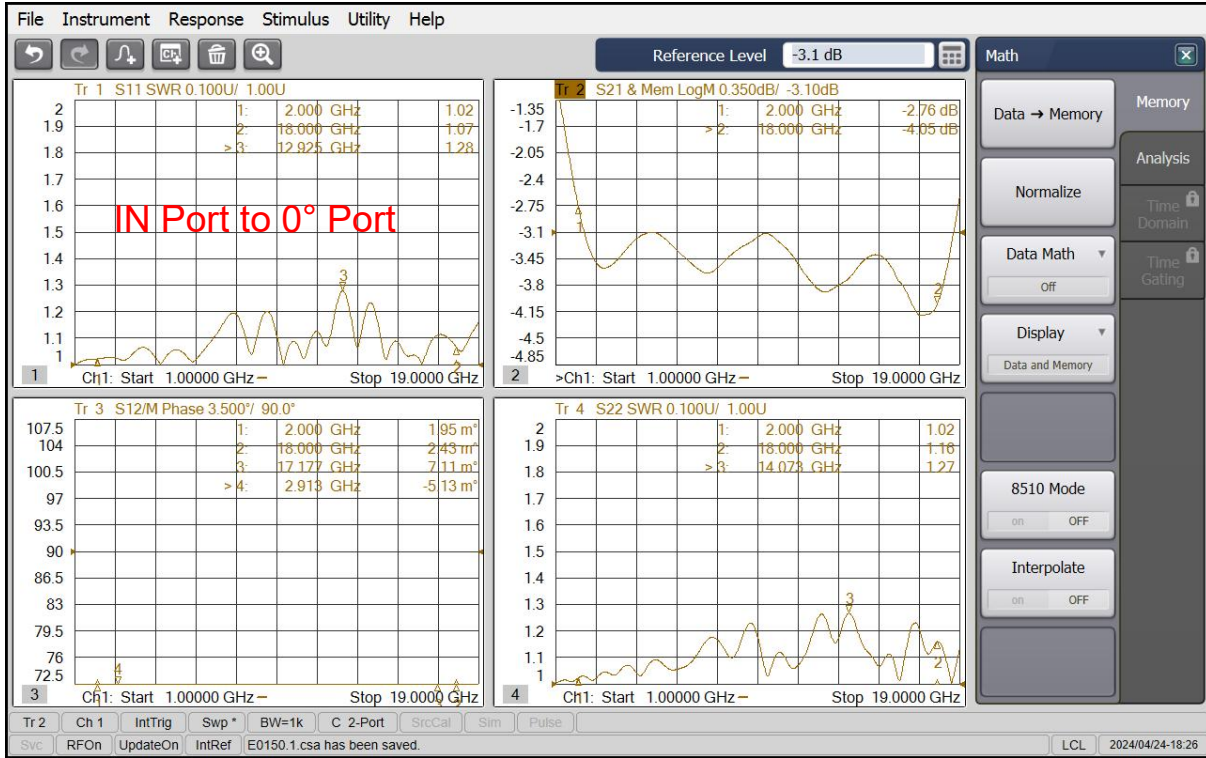 File Instrument Response Stimulus Utility Help
Reference Level -3.1 dB
Math
Tr 1 S11 SWR 0.100U/ 1.00U
2
1.9
1.8
1.7
1.6
1.5
1.4
1.3
1.2
1.1
1
1: 2.000 GHz 1.02
2: 18.000 GHz 1.07
> 3: 12.925 GHz 1.28
IN Port to 0° Port
3
1
2
1 Ch1: Start 1.00000 GHz Stop 19.0000 GHz
Tr 2 S21 & Mem LogM 0.350dB/ -3.10dB
-1.35
-1.7
-2.05
-2.4
-2.75
-3.1
-3.45
-3.8
-4.15
-4.5
-4.85
1: 2.000 GHz -2.76 dB
> 2: 18.000 GHz -4.05 dB
1
2
2 >Ch1: Start 1.00000 GHz Stop 19.0000 GHz
Tr 3 S12/M Phase 3.500°/ 90.0°
107.5
104
100.5
97
93.5
90
86.5
83
79.5
76
72.5
1: 2.000 GHz 1.95 m°
2: 18.000 GHz 2.43 m°
3: 17.177 GHz 7.11 m°
> 4: 2.913 GHz -5.13 m°
4
3 Ch1: Start 1.00000 GHz Stop 19.0000 GHz
Tr 4 S22 SWR 0.100U/ 1.00U
2
1.9
1.8
1.7
1.6
1.5
1.4
1.3
1.2
1.1
1
1: 2.000 GHz 1.02
2: 18.000 GHz 1.16
> 3: 14.073 GHz 1.27
3
2
4 Ch1: Start 1.00000 GHz Stop 19.0000 GHz
Data → Memory
Normalize
Data Math
Off
Display
Data and Memory
8510 Mode
on OFF
Interpolate
on OFF
Memory
Analysis
Time
Domain
Time
Gating
Tr 2 Ch 1 IntTrig Swp * BW=1k C 2-Port SrcCal Sim Pulse
Svc RFOn UpdateOn IntRef E0150.1.csa has been saved. LCL 2024/04/24-18:26